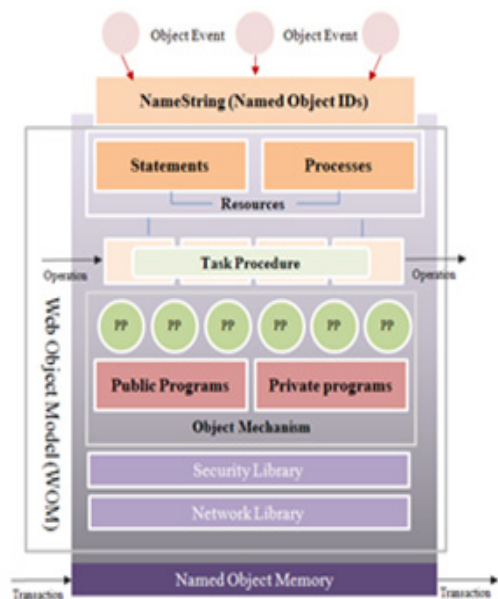 Object Event
Object Event
NameString (Named Object IDs)
Statements
Processes
Resources
Task Procedure
Operation
Operation
PP PP PP PP PP PP
Public Programs
Private programs
Object Mechanism
Security Library
Network Library
Web Object Model (WOM)
Named Object Memory
Transaction
Transaction